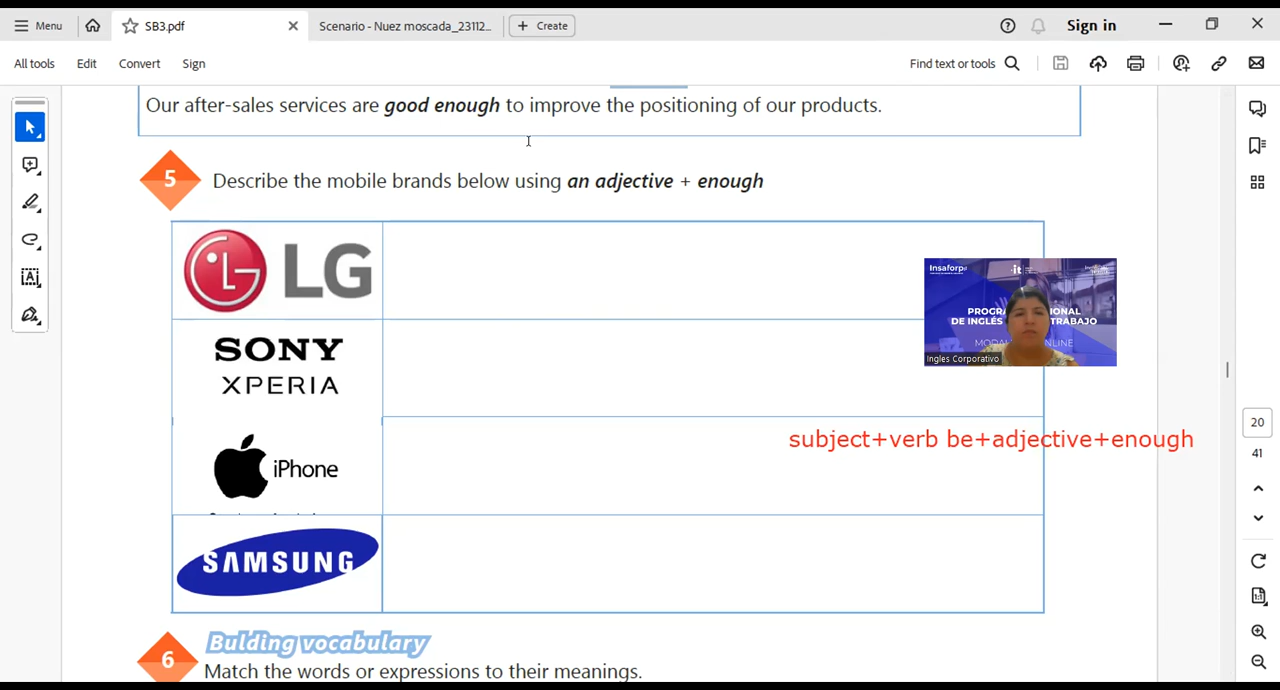 Menu
SB3.pdf
Scenario - Nuez moscada_23112...
+ Create
Sign in
All tools
Edit
Convert
Sign
Find text or tools
Our after-sales services are good enough to improve the positioning of our products.
5
Describe the mobile brands below using an adjective + enough
LG
SONY
XPERIA
iPhone
SAMSUNG
Insaforp
it
DE INGLÉS
TRABAJO
Ingles Corporativo
subject+verb be+adjective+enough
20
41
Bulding vocabulary
6
Match the words or expressions to their meanings.